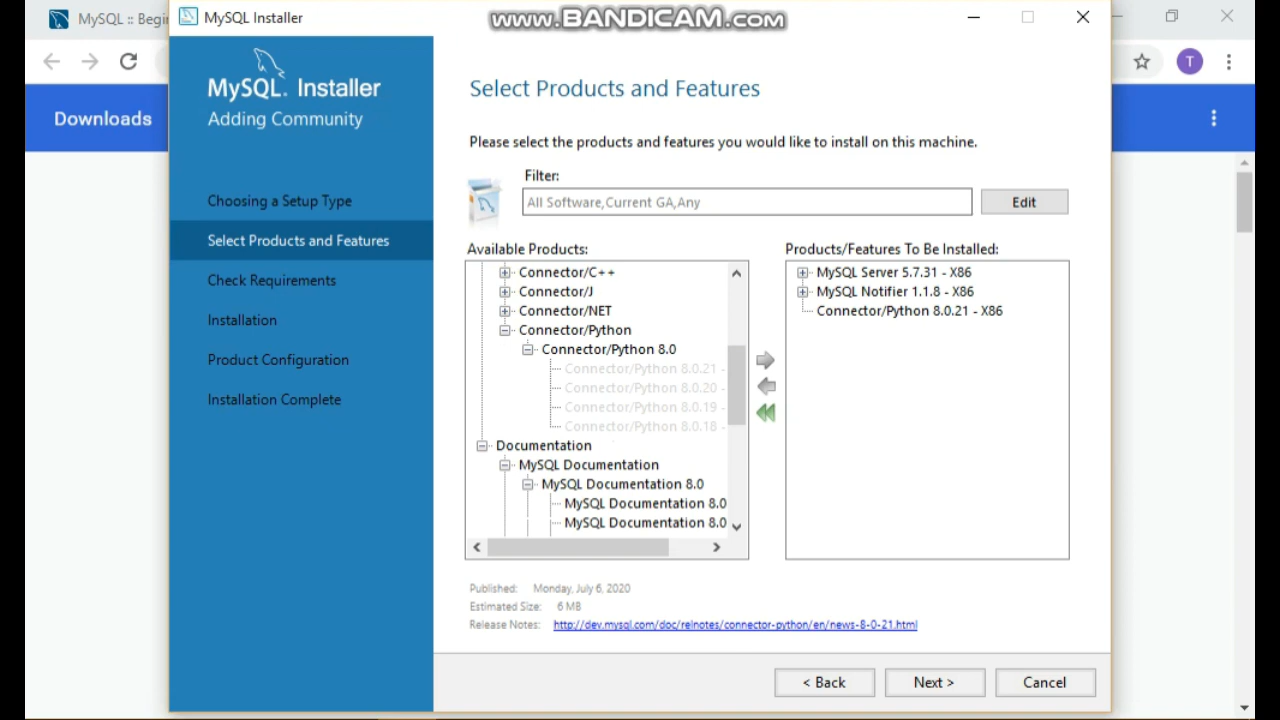 MySQL :: Begi
MySQL Installer
www.BANDICAM.com
T
Downloads
MySQL. Installer
Adding Community
Choosing a Setup Type
Select Products and Features
Check Requirements
Installation
Product Configuration
Installation Complete
Select Products and Features
Please select the products and features you would like to install on this machine.
Filter:
All Software,Current GA,Any
Edit
Available Products:
Connector/C++
Connector/J
Connector/NET
Connector/Python
Connector/Python 8.0
Connector/Python 8.0.21 -
Connector/Python 8.0.20 -
Connector/Python 8.0.19 -
Connector/Python 8.0.18 -
Documentation
MySQL Documentation
MySQL Documentation 8.0
MySQL Documentation 8.0
MySQL Documentation 8.0
Products/Features To Be Installed:
MySQL Server 5.7.31 - X86
MySQL Notifier 1.1.8 - X86
Connector/Python 8.0.21 - X86
Published: Monday, July 6, 2020
Estimated Size: 6 MB
Release Notes: http://dev.mysql.com/doc/relnotes/connector-python/en/news-8-0-21.html
< Back
Next >
Cancel